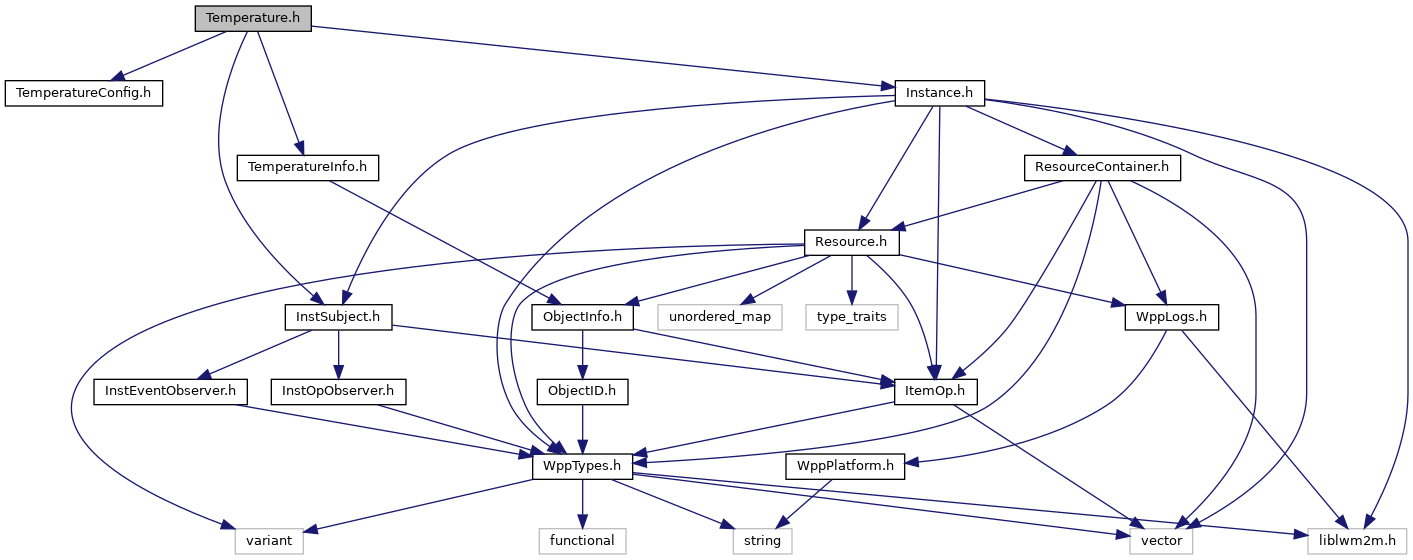 Temperature.h
TemperatureConfig.h
Instance.h
TemperatureInfo.h
ResourceContainer.h
Resource.h
InstSubject.h
ObjectInfo.h
unordered_map
type_traits
WppLogs.h
InstEventObserver.h
InstOpObserver.h
ObjectID.h
ItemOp.h
WppTypes.h
WppPlatform.h
variant
functional
string
vector
liblwm2m.h